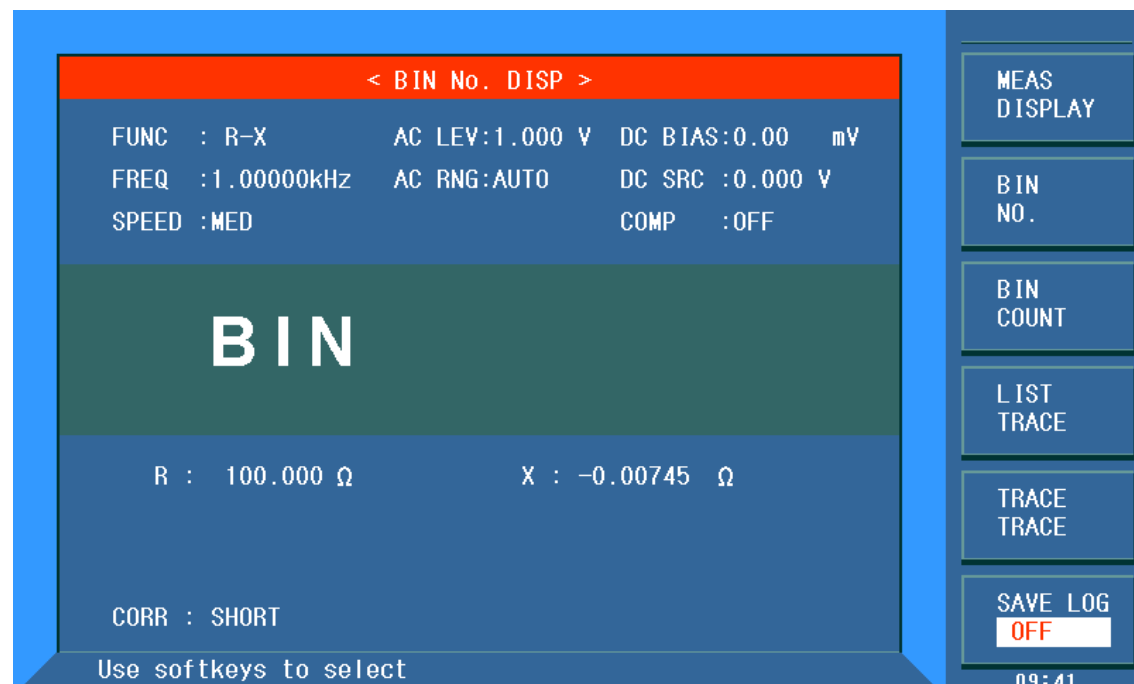 < BIN No. DISP >
FUNC : R-X AC LEV:1.000 V DC BIAS:0.00 mV
FREQ :1.00000kHz AC RNG:AUTO DC SRC :0.000 V
SPEED :MED COMP :OFF
BIN
R : 100.000 Ω X : -0.00745 Ω
CORR : SHORT
Use softkeys to select
MEAS
DISPLAY
BIN
NO.
BIN
COUNT
LIST
TRACE
TRACE
TRACE
SAVE LOG
OFF
09:41